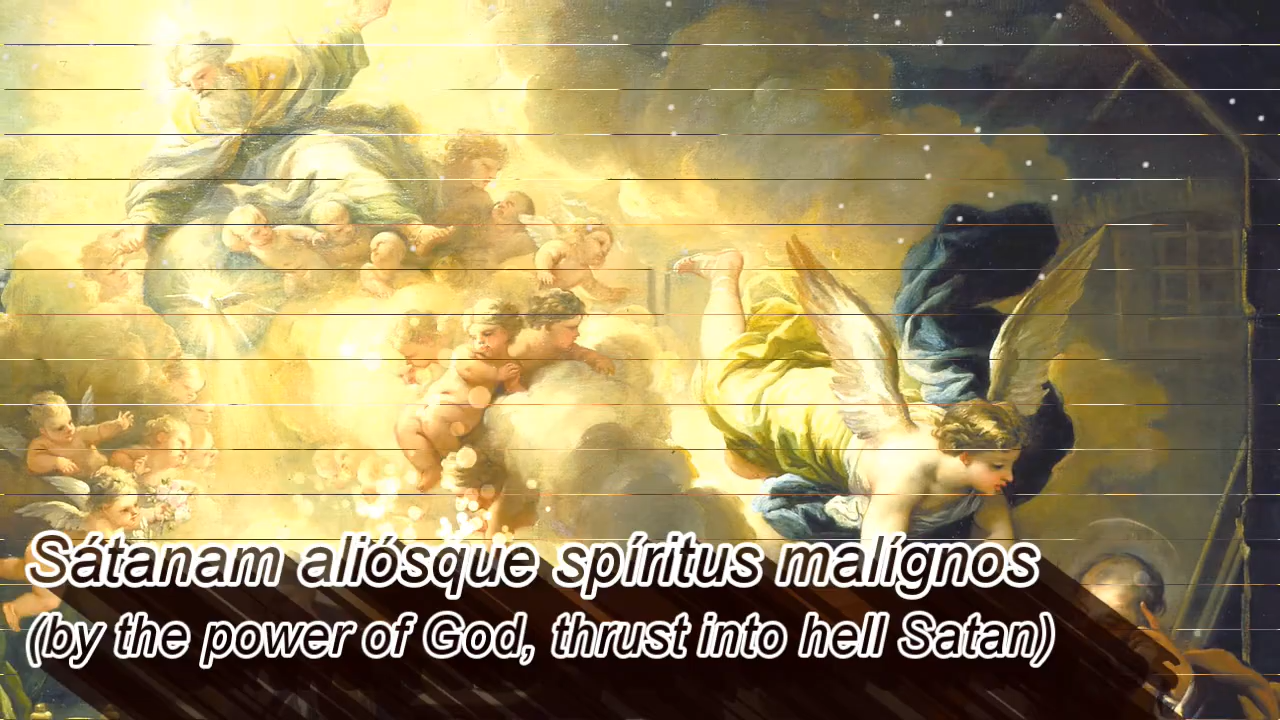 Sátanam aliósque spíritus malígnos
(by the power of God, thrust into hell Satan)